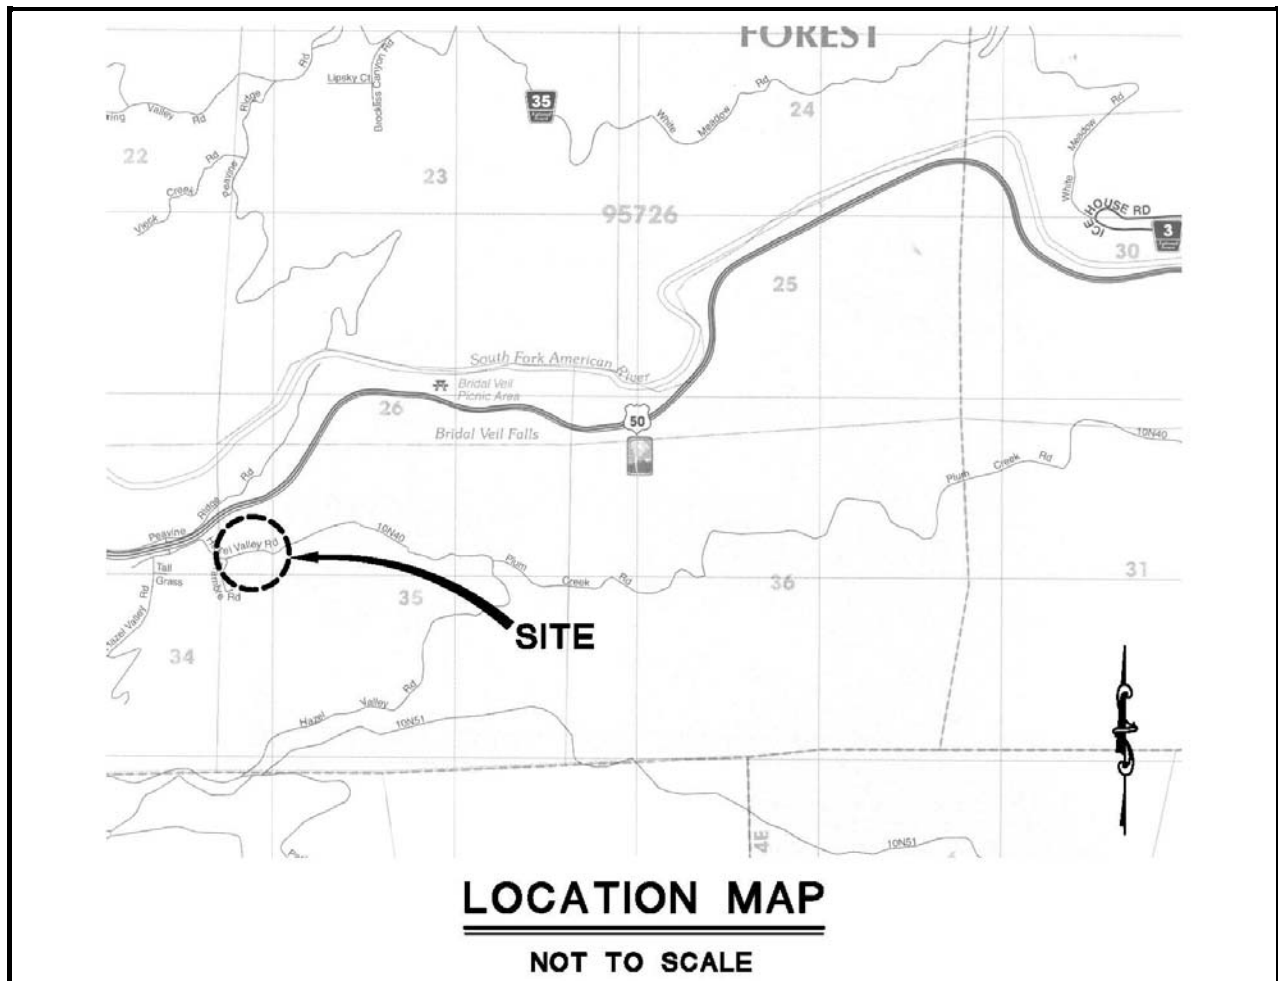 FOREST
Rd
Brockliss Canyon Rd
Lipsky Ct
35
Ridge
Valley
Rd
White
Meadow
Rd
24
Rd
Meadow
White
22
Rd
Creek
Peavine
23
95726
ICE HOUSE RD
3
30
25
South Fork American River
Bridal Veil
Picnic Area
26
50
Bridal Veil Falls
10N40
Plum
Creek
Rd
Peavine
Ridge
Rd
10N40
el Valley Rd
Tall
Grass
Rd
Plum
Creek
Rd
36
31
35
Hazel Valley Rd
SITE
34
Hazel
Valley
Rd
10N51
4E
10N51
LOCATION MAP
NOT TO SCALE